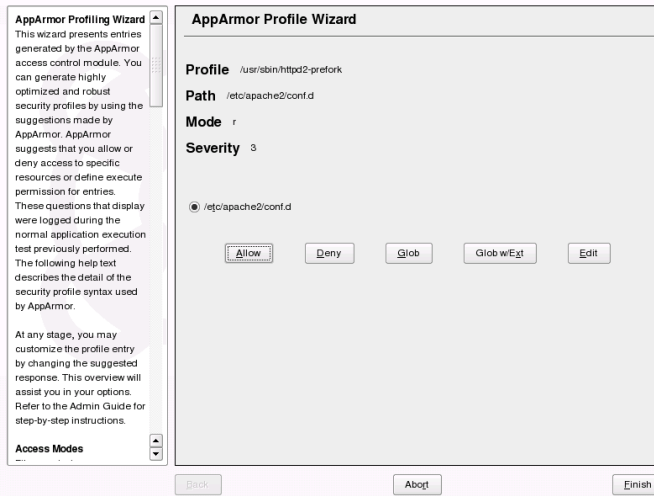 AppArmor Profiling Wizard
This wizard presents entries
generated by the AppArmor
access control module. You
can generate highly
optimized and robust
security profiles by using the
suggestions made by
AppArmor. AppArmor
suggests that you allow or
deny access to specific
resources or define execute
permission for entries.
These questions that display
were logged during the
normal application execution
test previously performed.
The following help text
describes the detail of the
security profile syntax used
by AppArmor.
At any stage, you may
customize the profile entry
by changing the suggested
response. This overview will
assist you in your options.
Refer to the Admin Guide for
step-by-step instructions.
Access Modes
AppArmor Profile Wizard
Profile /usr/sbin/httpd2-prefork
Path /etc/apache2/conf.d
Mode r
Severity 3
/etc/apache2/conf.d
Allow Deny Glob Glob w/Ext Edit
Back Abort Finish